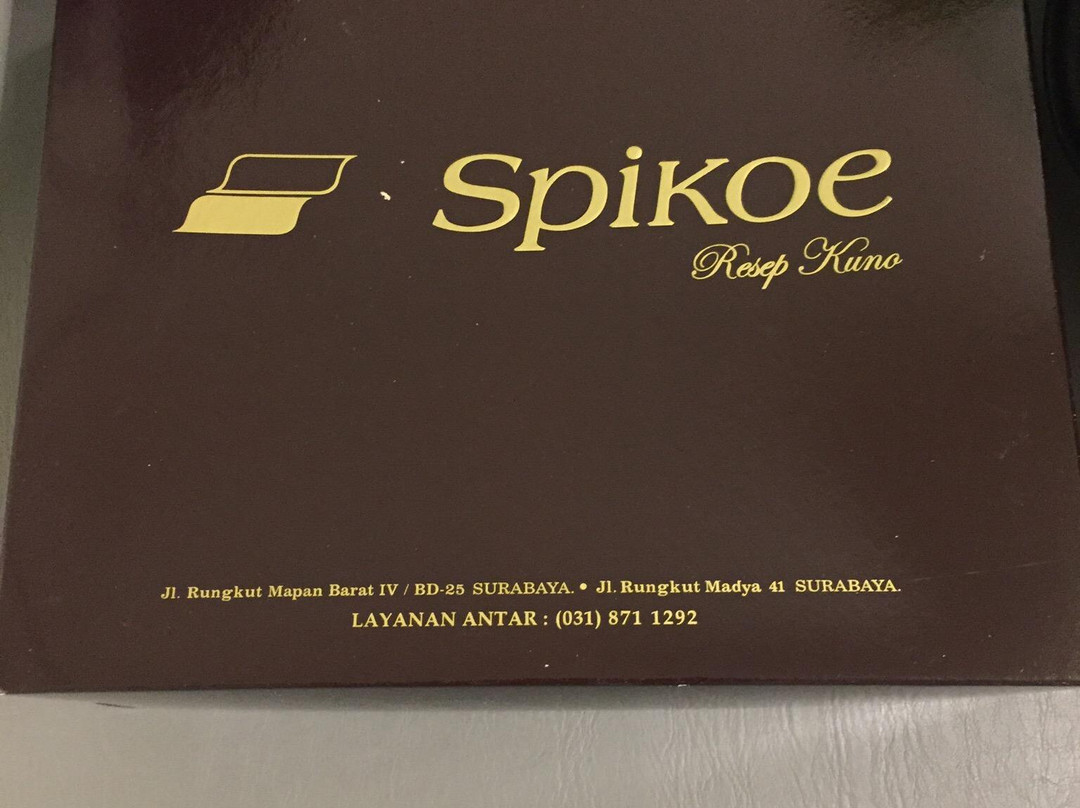 Spikoe
Resep Kuno
Jl. Rungkut Mapan Barat IV / BD-25 SURABAYA. • Jl. Rungkut Madya 41 SURABAYA.
LAYANAN ANTAR : (031) 871 1292